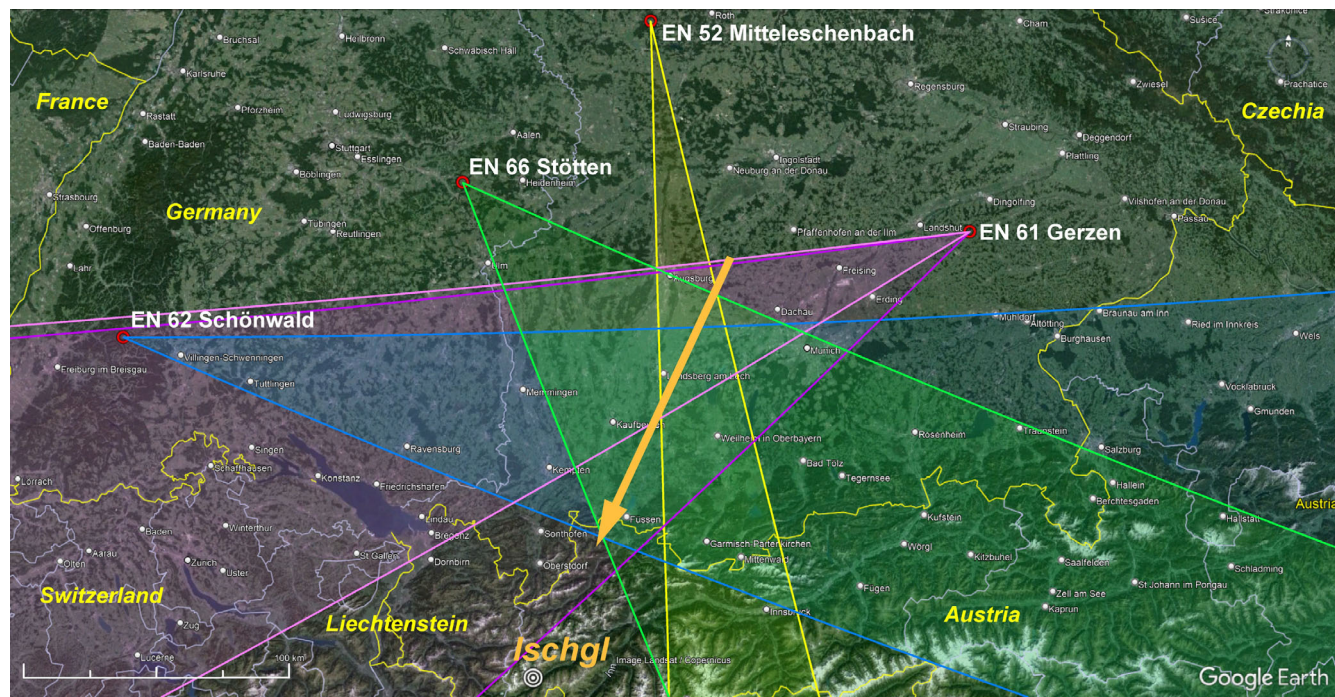 Roth
Cham
Sušice
Strakonice
Bruchsal
Heilbronn
Schwäbisch Hall
EN 52 Mitteleschenbach
N
Karlsruhe
Regensburg
Zwiesel
Prachatice
France
Pforzheim
Ludwigsburg
Czechia
Rastatt
Aalen
Straubing
Deggendorf
Baden-Baden
Stuttgart
Esslingen
Ingolstadt
Plattling
EN 66 Stötten
Böblingen
Heidenheim
Neuburg an der Donau
Strasbourg
Germany
Dingolfing
Vilshofen an der Donau
Passau
Offenburg
Tübingen
Reutlingen
Pfaffenhofen an der Ilm
Landshut
EN 61 Gerzen
Lahr
Ulm
Augsburg
Freising
Erding
EN 62 Schönwald
Dachau
Mühldorf
Altötting
Braunau am Inn
Ried im Innkreis
Wels
Burghausen
Villingen-Schwenningen
Munich
Freiburg im Breisgau
Tuttlingen
Memmingen
Landsberg am Lech
Vöcklabruck
Gmunden
Kaufbeuren
Weilheim in Oberbayern
Rosenheim
Traunstein
Singen
Ravensburg
Salzburg
Schaffhausen
Kempten
Bad Tölz
Lörrach
Konstanz
Friedrichshafen
Tegernsee
Hallein
Berchtesgaden
Austria
Baden
Winterthur
Lindau
Füssen
Kufstein
Hallstatt
Bregenz
Sonthofen
Garmisch-Partenkirchen
Wörgl
Kitzbühel
Aarau
Olten
Zürich
Uster
St Gallen
Dornbirn
Oberstdorf
Mittenwald
Saalfelden
Schladming
Switzerland
Fügen
St Johann im Pongau
Zell am See
Kaprun
Zug
Liechtenstein
Innsbruck
Austria
Lucerne
100 km
Ischgl
Inn
Image Landsat / Copernicus
Google Earth